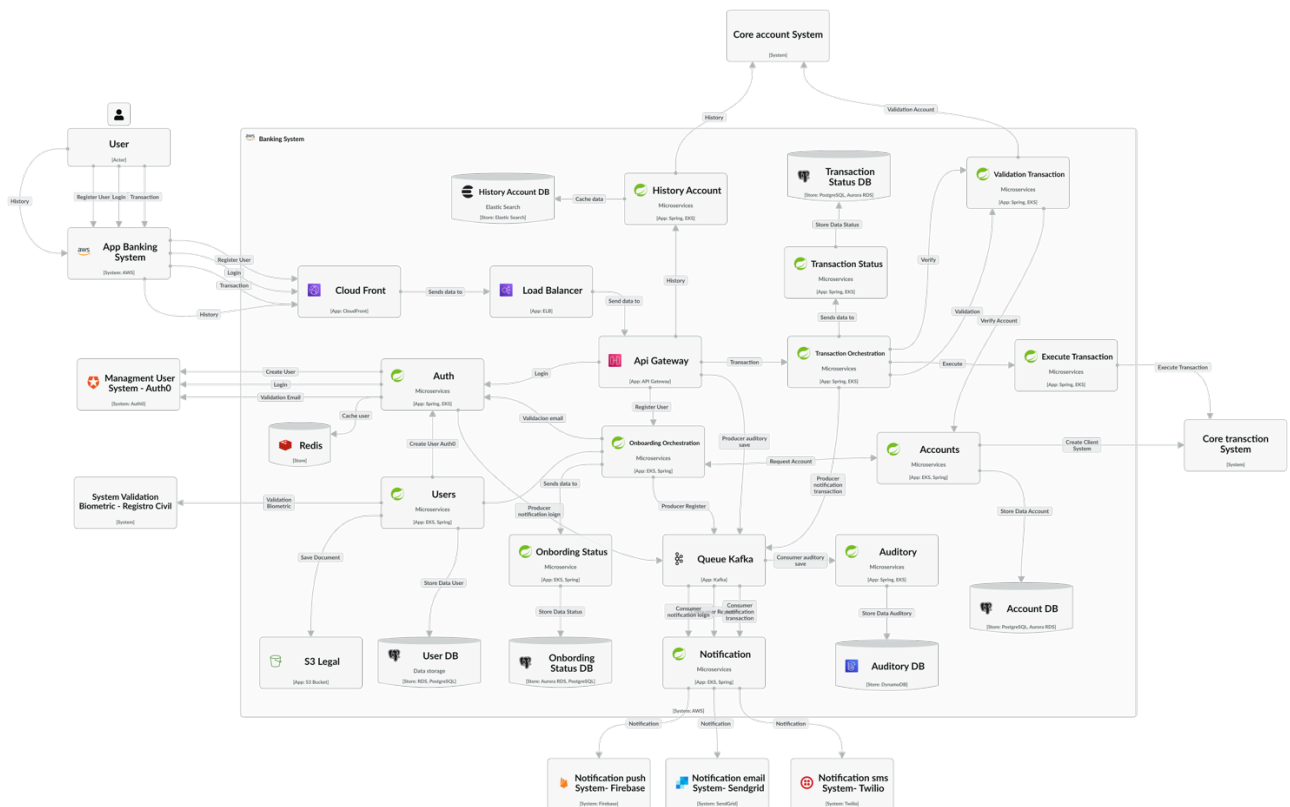 Core account System
[System]
History
Validation Account
User
[Actor]
aws
Banking System
History
Register User
Login
Transaction
History Account DB
Elastic Search
[Store: Elastic Search]
Cache data
History Account
Microservices
[App: Spring, EKS]
Transaction
Status DB
[Store: PostgreSQL, Aurora RDS]
Validation Transaction
Microservices
[App: Spring, EKS]
Store Data Status
aws
App Banking
System
[System: AWS]
Register User
Login
Transaction
History
Cloud Front
[App: CloudFront]
Sends data to
Load Balancer
[App: ELB]
Send data to
History
Transaction Status
Microservices
[App: Spring, EKS]
Verify
Sends data to
Validation
Verify Account
Api Gateway
[App: API Gateway]
Transaction
Transaction Orchestration
Microservices
[App: Spring, EKS]
Execute
Execute Transaction
Microservices
[App: Spring, EKS]
Execute Transaction
Managment User
System - Auth0
[System: Auth0]
Create User
Login
Validation Email
Auth
Microservices
[App: Spring, EKS]
Login
Cache user
Redis
[Store]
Register User
Validacion email
Create User Auth0
Onboarding Orchestration
Microservices
[App: EKS, Spring]
Producer auditory
save
Request Account
Accounts
Microservices
[App: EKS, Spring]
Create Client
System
Core transction
System
[System]
System Validation
Biometric - Registro Civil
[System]
Validation
Biometric
Users
Microservices
[App: EKS, Spring]
Sends data to
Producer
notification loign
Producer Register
Producer
notification
transaction
Store Data Account
Save Document
Store Data User
Onbording Status
Microservice
[App: EKS, Spring]
Queue Kafka
[App: Kafka]
Consumer auditory
save
Auditory
Microservices
[App: Spring, EKS]
Store Data Status
Consumer
notification loign
Consumer
notification
transaction
Store Data Auditory
Account DB
[Store: PostgreSQL, Aurora RDS]
S3 Legal
[App: S3 Bucket]
User DB
Data storage
[Store: RDS, PostgreSQL]
Onbording
Status DB
[Store: Aurora RDS, PostgreSQL]
Notification
Microservices
[App: EKS, Spring]
Auditory DB
[Store: DynamoDB]
[System: AWS]
Notification
Notification
Notification
Notification push
System- Firebase
[System: Firebase]
Notification email
System- Sendgrid
[System: SendGrid]
Notification sms
System- Twilio
[System: Twilio]